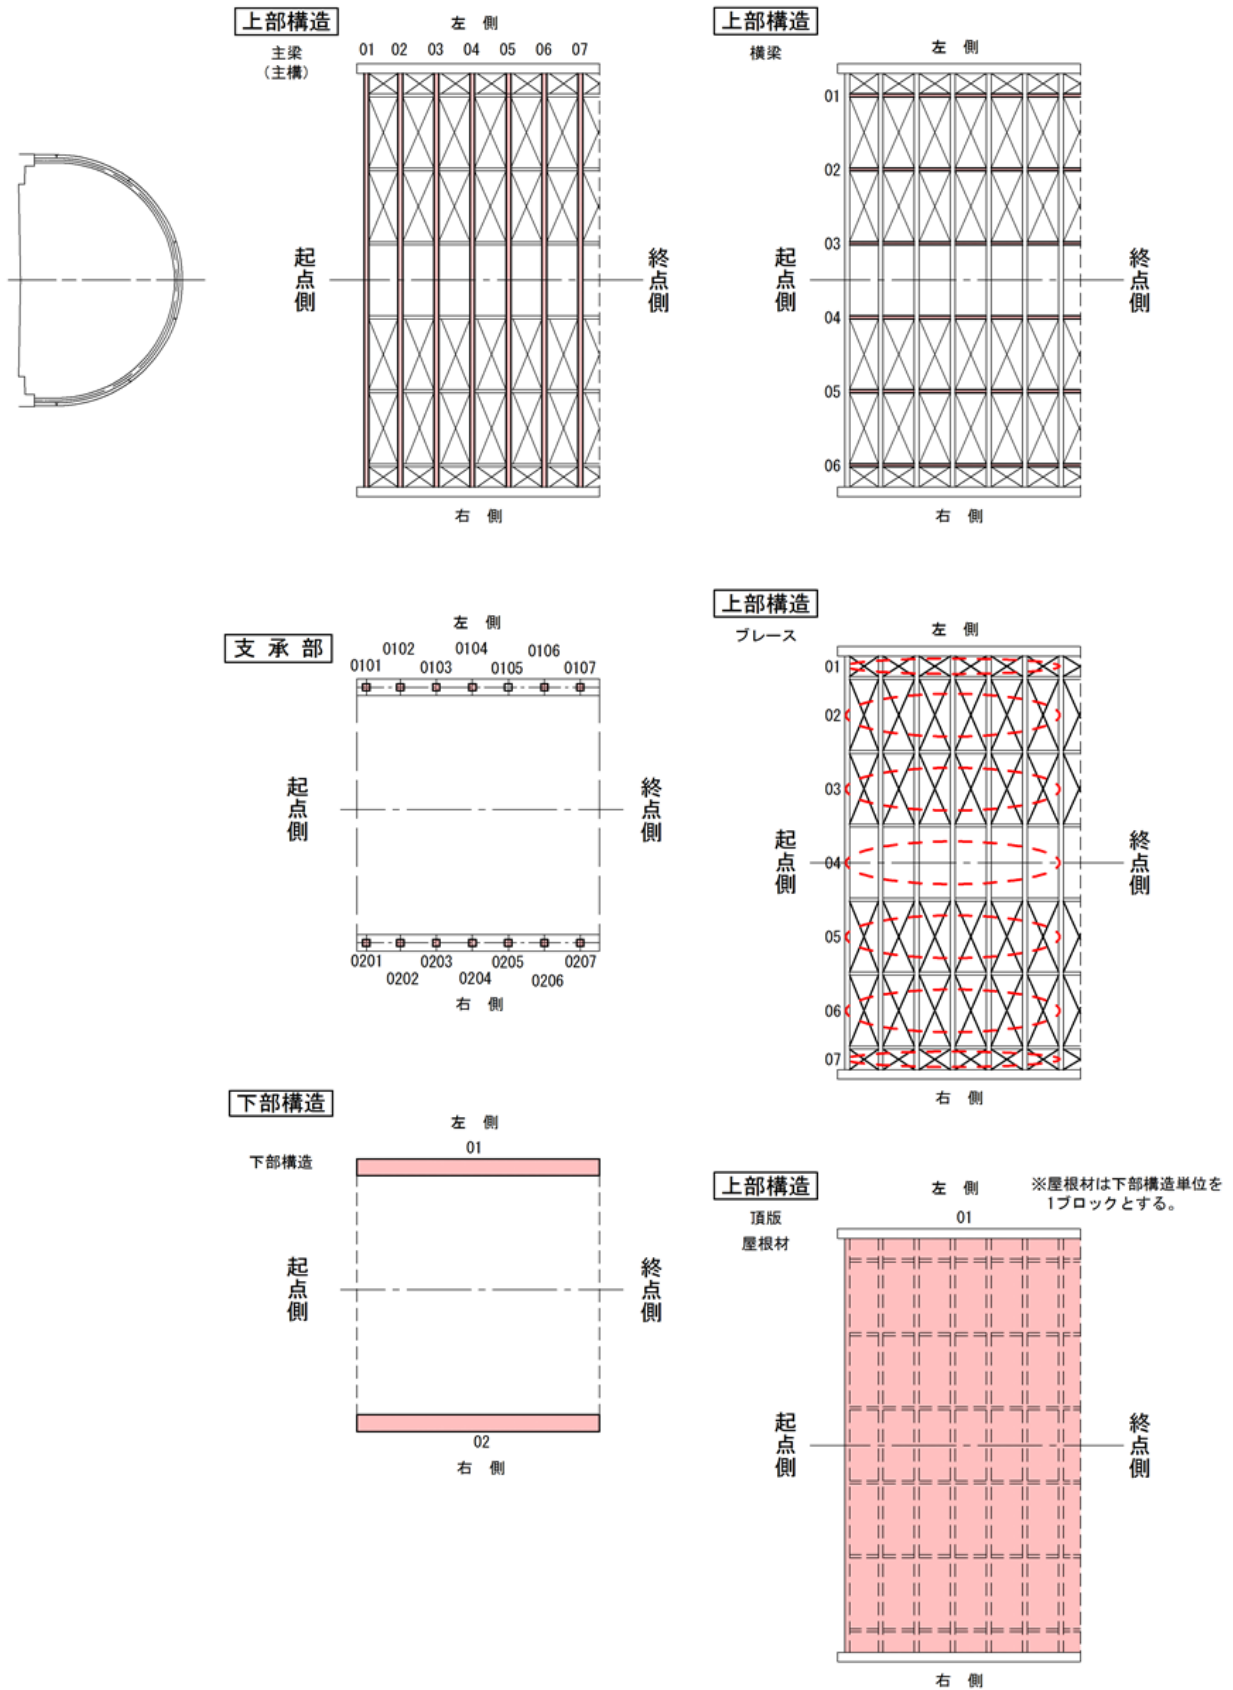 上部構造
主梁
（主構）
左 側
01 02 03 04 05 06 07
起点側
終点側
右 側
上部構造
横梁
左 側
01
02
03
04
05
06
起点側
終点側
右 側
支 承 部
左 側
0102 0104 0106
0101 0103 0105 0107
起点側
終点側
0201 0203 0205 0207
0202 0204 0206
右 側
上部構造
ブレース
左 側
01
02
03
04
05
06
07
起点側
終点側
右 側
下部構造
下部構造
左 側
01
起点側
終点側
02
右 側
上部構造
頂版
屋根材
左 側
01
※屋根材は下部構造単位を
1ブロックとする。
起点側
終点側
右 側